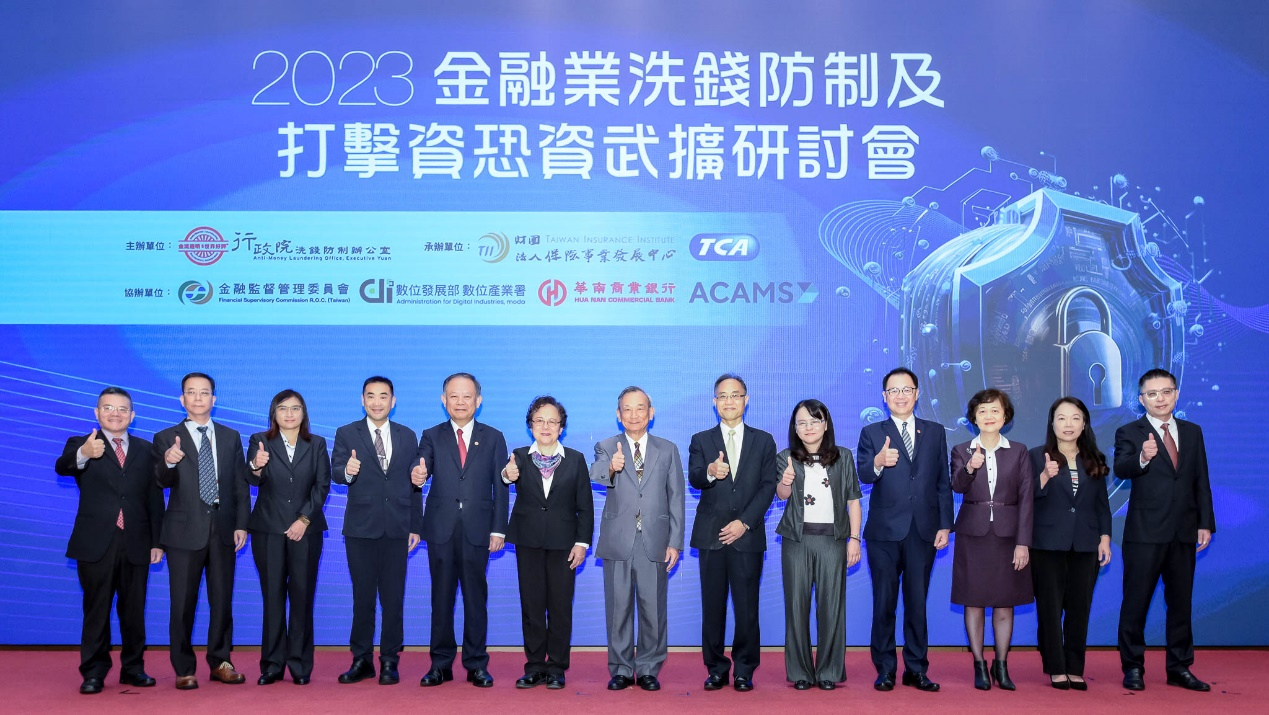 2023 金融業洗錢防制及
打擊資恐資武擴研討會
主辦單位： 行政院洗錢防制辦公室
Anti-Money Laundering Office, Executive Yuan
承辦單位： TII 財團法人保險事業發展中心
TAIWAN INSURANCE INSTITUTE
TCA
協辦單位： 金融監督管理委員會
Financial Supervisory Commission R.O.C. (Taiwan)
di 數位發展部 數位產業署
Administration for Digital Industries, moda
華南商業銀行
HUA NAN COMMERCIAL BANK
ACAMS